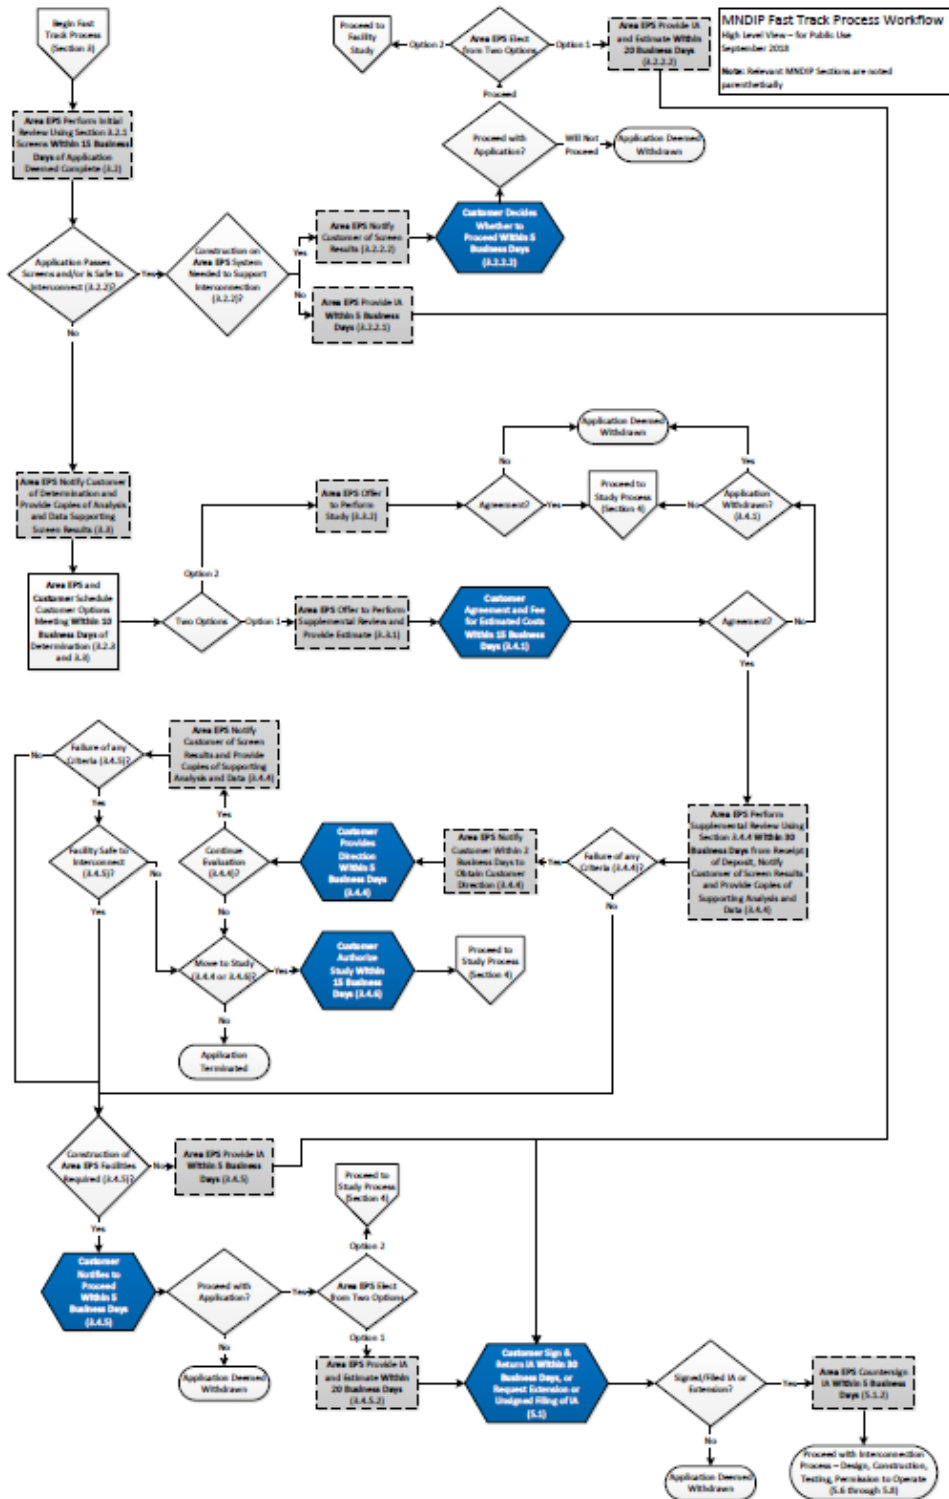 MNDIP Fast Track Process Workflow
High Level View – for Public Use
September 2018
Note: Relevant MNDIP Sections are noted
parenthetically
Begin Fast
Track Process
(Section 3)
Proceed to
Facility
Study
Option 2
Area EPS Elect
from Two Options
Option 1
Area EPS Provide IA
and Estimate Within
20 Business Days
(3.2.2.2)
Proceed
Area EPS Perform Initial
Review Using Section 3.2.1
Screens Within 15 Business
Days of Application
Deemed Complete (3.2)
Proceed with
Application?
Will Not
Proceed
Application Deemed
Withdrawn
Application Passes
Screens and/or is Safe to
Interconnect (3.2.2)?
Yes
Construction on
Area EPS System
Needed to Support
Interconnection
(3.2.2)?
Yes
Area EPS Notify
Customer of Screen
Results (3.2.2.2)
Customer Decides
Whether to
Proceed Within 5
Business Days
(3.2.2.2)
No
Area EPS Provide IA
Within 5 Business
Days (3.2.2.1)
No
Application Deemed
Withdrawn
No
Yes
Area EPS Notify Customer
of Determination and
Provide Copies of Analysis
and Data Supporting
Screen Results (3.3)
Area EPS Offer
to Perform
Study (3.3.2)
Agreement?
Yes
Proceed to
Study Process
(Section 4)
No
Application
Withdrawn?
(3.4.1)
Option 2
Area EPS and
Customer Schedule
Customer Options
Meeting Within 10
Business Days of
Determination (3.2.3
and 3.3)
Two Options
Option 1
Area EPS Offer to Perform
Supplemental Review and
Provide Estimate (3.3.1)
Customer
Agreement and Fee
for Estimated Costs
Within 15 Business
Days (3.4.1)
Agreement?
No
Yes
No
Failure of any
Criteria (3.4.5)?
Area EPS Notify
Customer of Screen
Results and Provide
Copies of Supporting
Analysis and Data (3.4.4)
Yes
Yes
Facility Safe to
Interconnect
(3.4.5)?
No
Yes
Continue
Evaluation
(3.4.4)?
Customer
Provides
Direction
Within 5
Business Days
(3.4.4)
Area EPS Notify
Customer Within 2
Business Days to
Obtain Customer
Direction (3.4.4)
Yes
Failure of any
Criteria (3.4.4)?
No
Area EPS Perform
Supplemental Review Using
Section 3.4.4 Within 30
Business Days from Receipt
of Deposit, Notify
Customer of Screen Results
and Provide Copies of
Supporting Analysis and
Data (3.4.4)
No
Move to Study
(3.4.4 or 3.4.6)?
Yes
Customer
Authorize
Study Within
15 Business
Days (3.4.6)
Proceed to
Study Process
(Section 4)
No
Application
Terminated
Construction of
Area EPS Facilities
Required (3.4.5)?
No
Area EPS Provide IA
Within 5 Business
Days (3.4.5)
Yes
Proceed to
Study Process
(Section 4)
Option 2
Customer
Notifies to
Proceed
Within 5
Business Days
(3.4.5)
Proceed with
Application?
Yes
Area EPS Elect
from Two Options
No
Application Deemed
Withdrawn
Option 1
Area EPS Provide IA
and Estimate Within
20 Business Days
(3.4.5.2)
Customer Sign &
Return IA Within 30
Business Days, or
Request Extension or
Unsigned Filing of IA
(5.1)
Signed/Filed IA or
Extension?
Yes
Area EPS Countersign
IA Within 5 Business
Days (5.1.2)
No
Application Deemed
Withdrawn
Proceed with Interconnection
Process – Design, Construction,
Testing, Permission to Operate
(5.6 through 5.8)